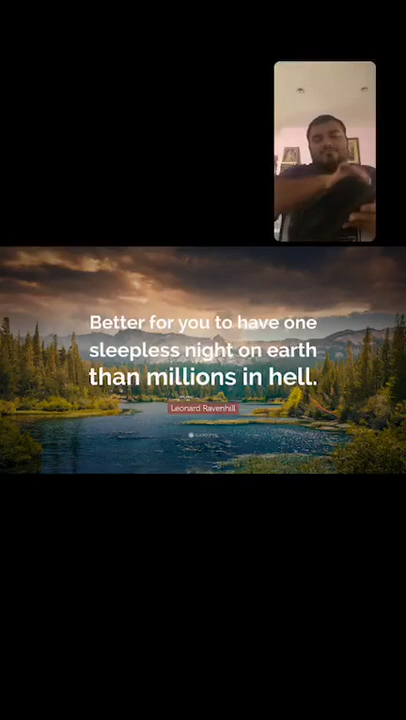 Better for you to have one
sleepless night on earth
than millions in hell.
Leonard Ravenhill